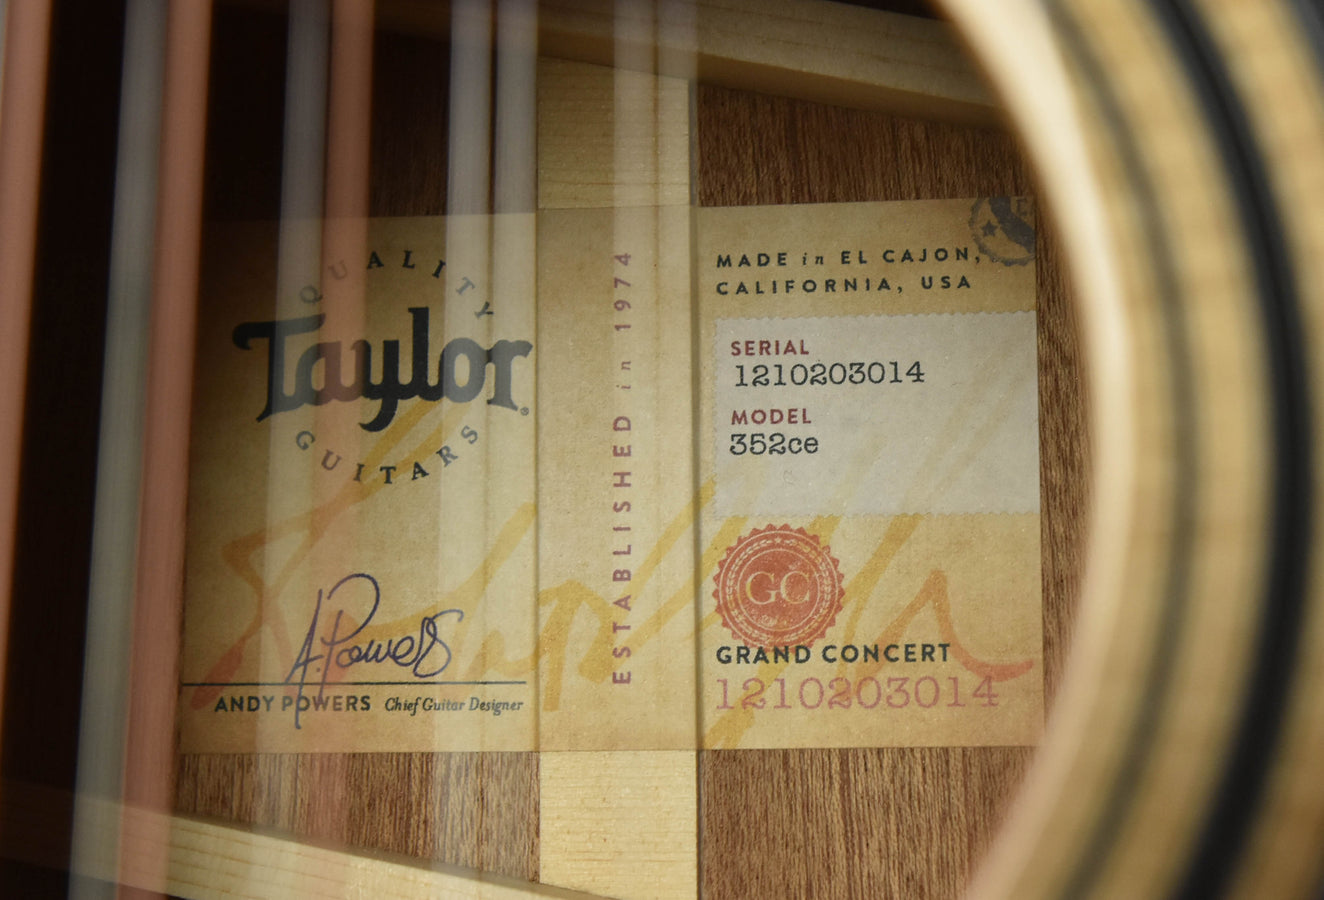 QUALITY
Taylor®
GUITARS
A. Powers
ANDY POWERS Chief Guitar Designer
ESTABLISHED in 1974
MADE in EL CAJON,
CALIFORNIA, USA
SERIAL
1210203014
MODEL
352ce
GC
GRAND CONCERT
1210203014